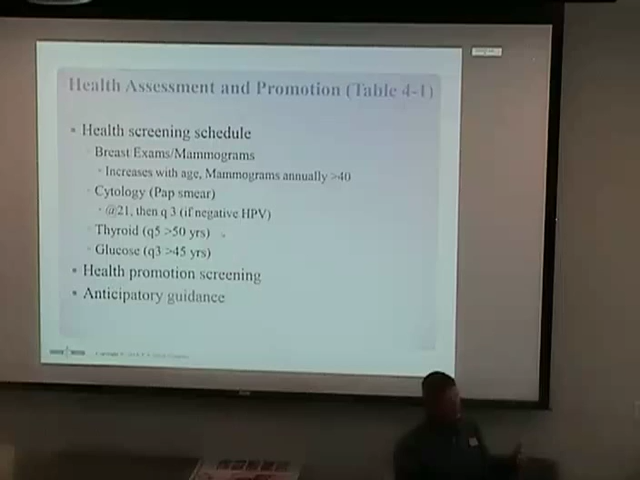 Health Assessment and Promotion (Table 4-1)
• Health screening schedule
Breast Exams/Mammograms
• Increases with age, Mammograms annually >40
Cytology (Pap smear)
• @21, then q 3 (if negative HPV)
Thyroid (q5 >50 yrs)
Glucose (q3 >45 yrs)
• Health promotion screening
• Anticipatory guidance